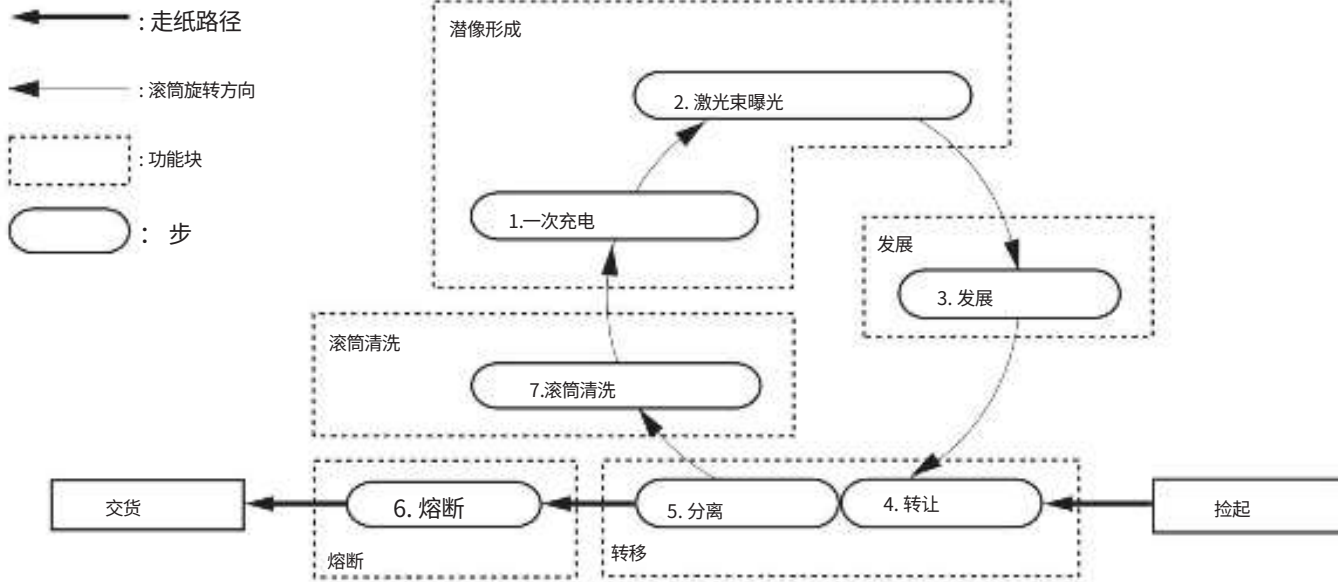 : 走纸路径
: 滚筒旋转方向
: 功能块
： 步
潜像形成
2. 激光束曝光
1.一次充电
发展
3. 发展
滚筒清洗
7.滚筒清洗
交货
6. 熔断
熔断
5. 分离
4. 转让
转移
捡起